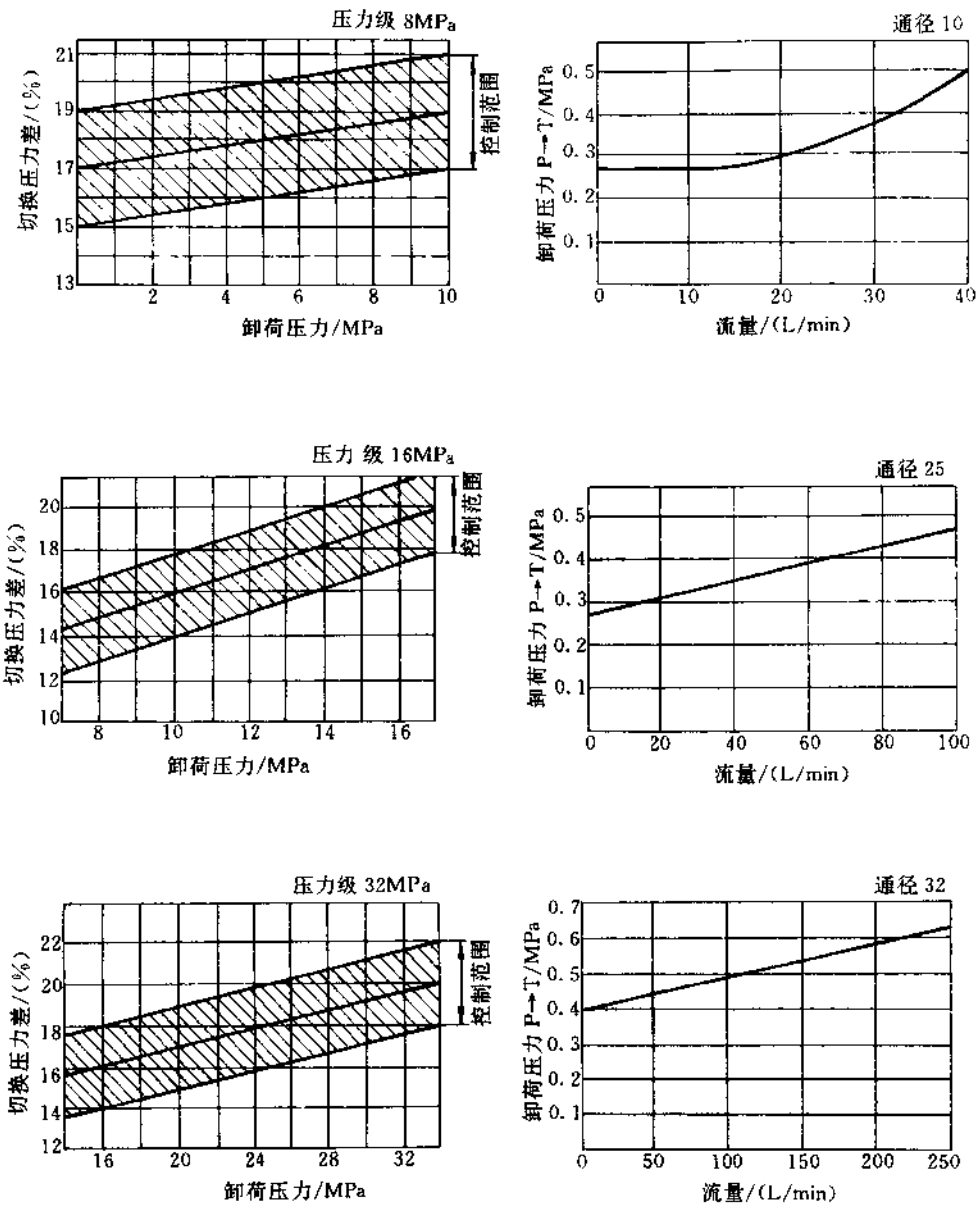 压力级 8MPa
21
19
17
15
13
切换压力差/(%)
控制范围
2 4 6 8 10
卸荷压力/MPa
通径 10
0.5
0.4
0.3
0.2
0.1
卸荷压力 P→T/MPa
0 10 20 30 40
流量/(L/min)
压力级 16MPa
20
18
16
14
12
10
切换压力差/(%)
控制范围
8 10 12 14 16
卸荷压力/MPa
通径 25
0.5
0.4
0.3
0.2
0.1
卸荷压力 P→T/MPa
0 20 40 60 80 100
流量/(L/min)
压力级 32MPa
22
20
18
16
14
12
切换压力差/(%)
控制范围
16 20 24 28 32
卸荷压力/MPa
通径 32
0.7
0.6
0.5
0.4
0.3
0.2
0.1
卸荷压力 P→T/MPa
0 50 100 150 200 250
流量/(L/min)